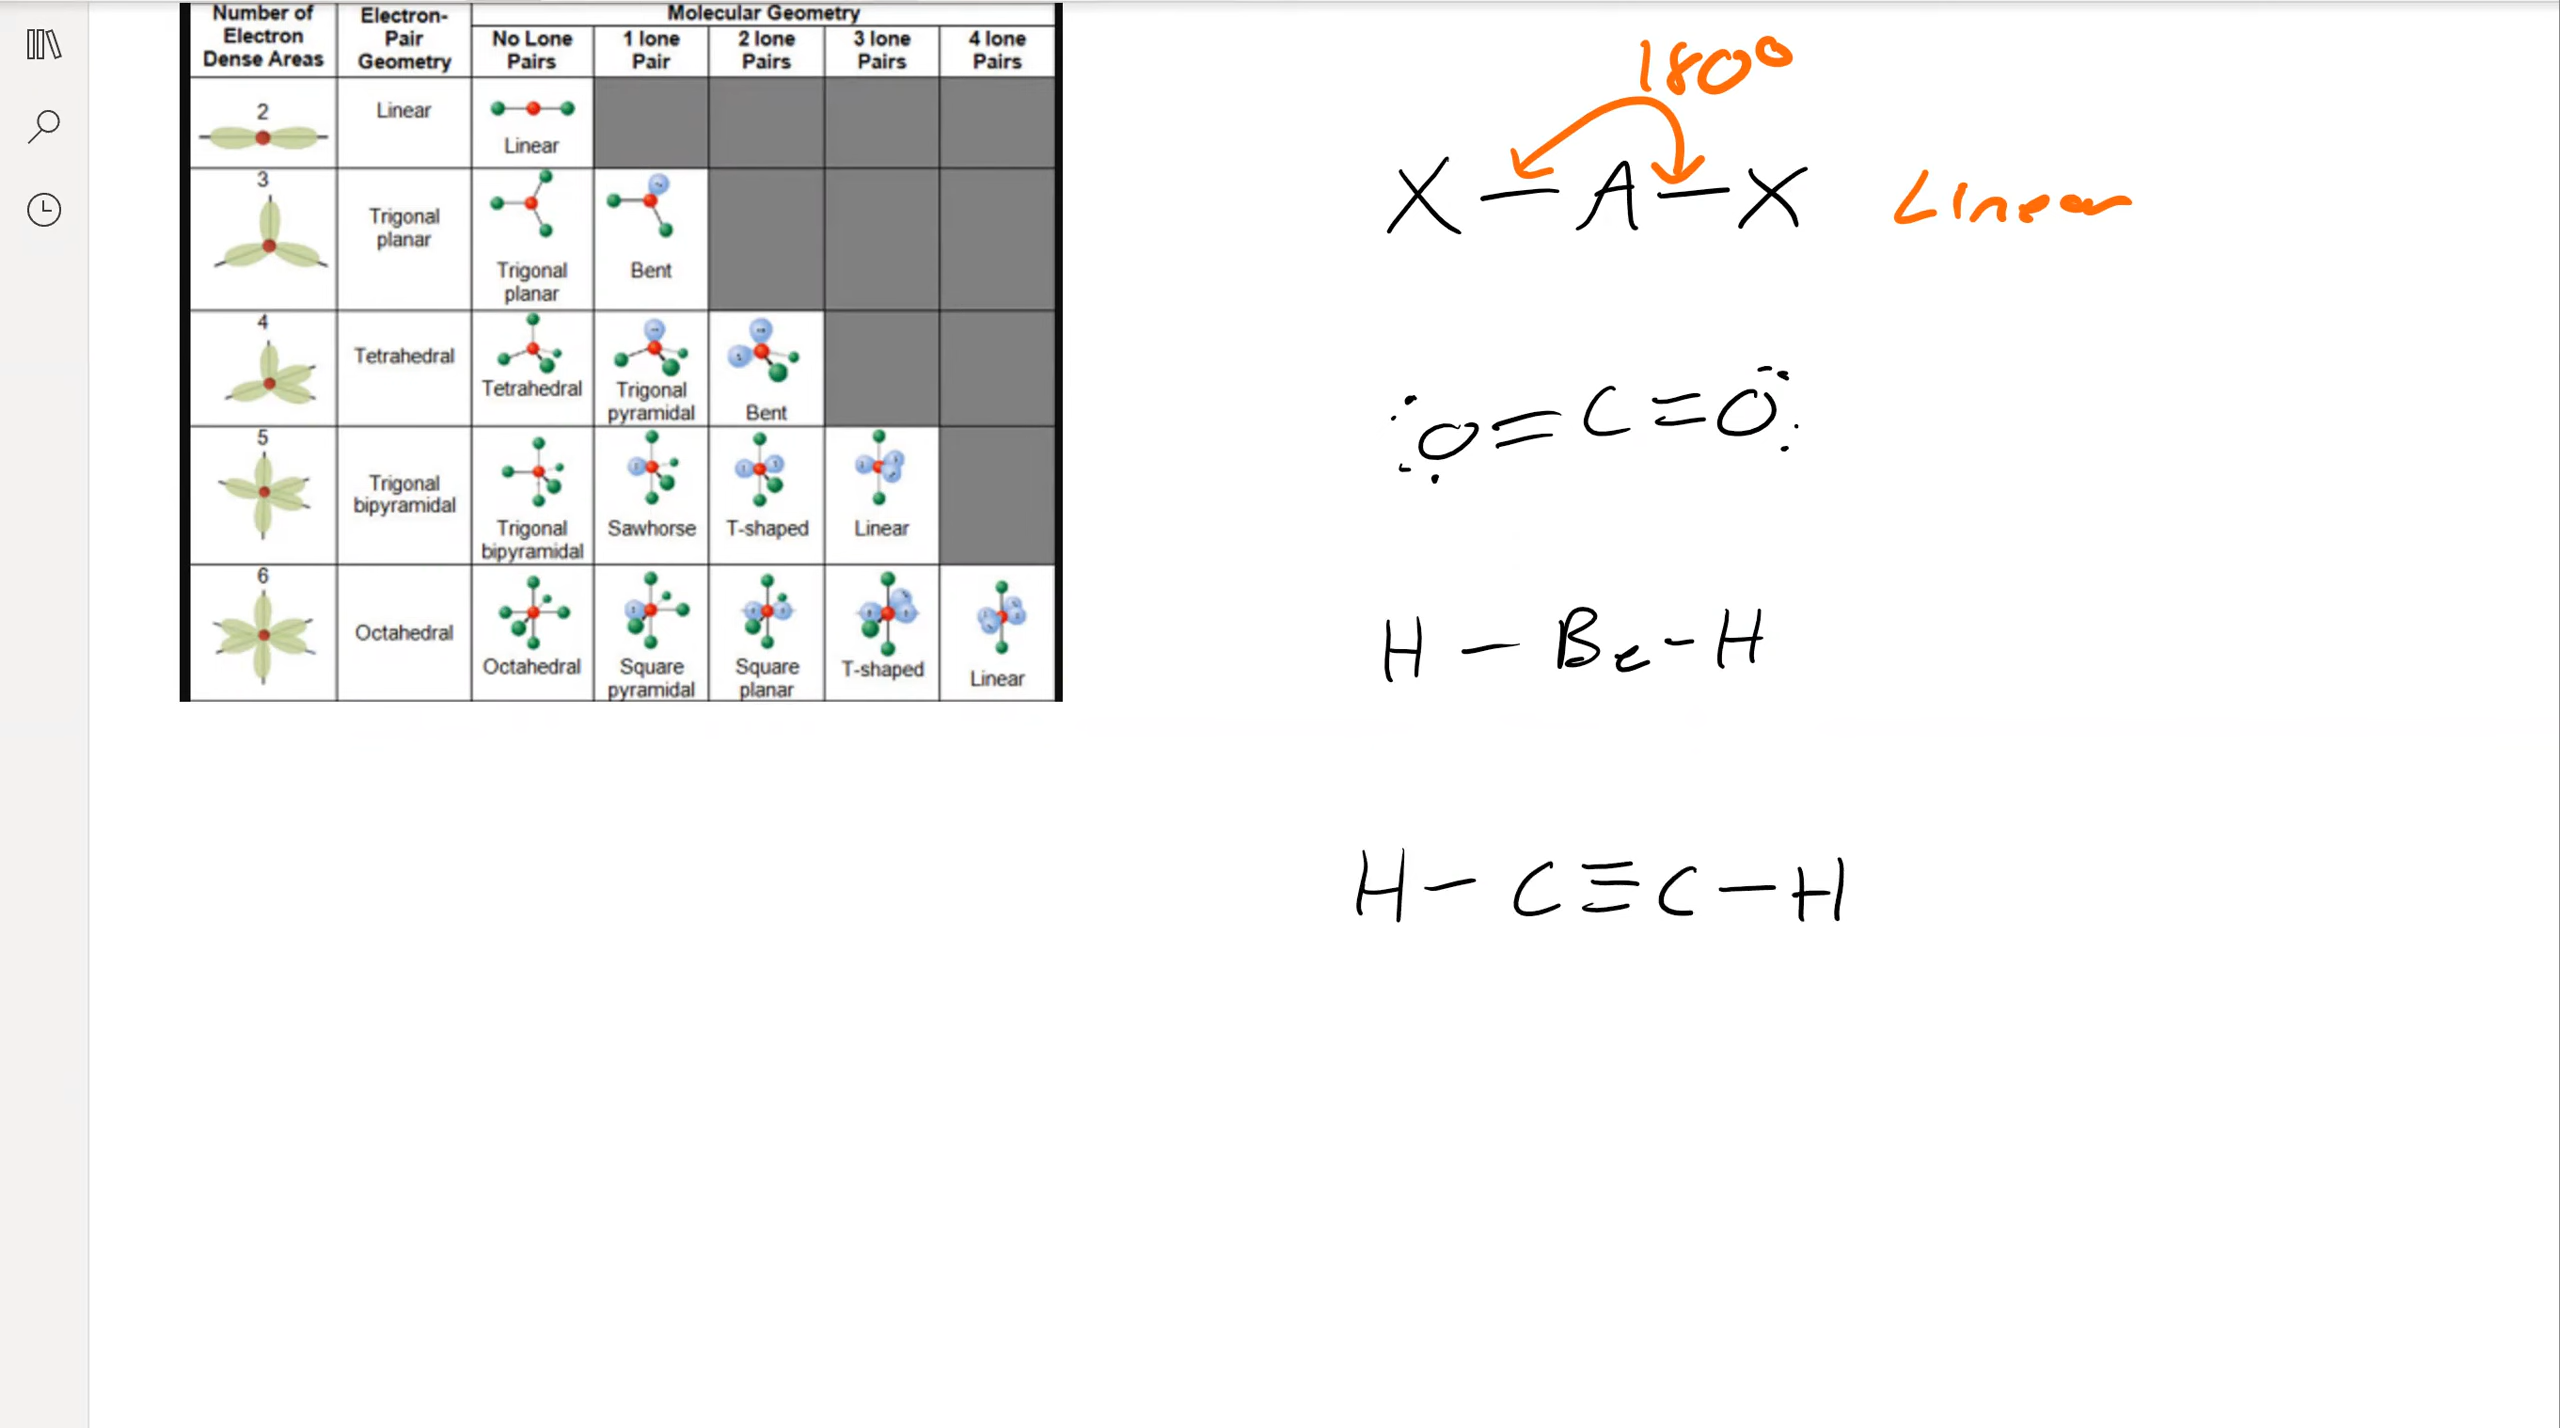 Number of Electron Dense Areas
Electron-Pair Geometry
Molecular Geometry
No Lone Pairs
1 lone Pair
2 lone Pairs
3 lone Pairs
4 lone Pairs
2
Linear
Linear
3
Trigonal planar
Trigonal planar
Bent
4
Tetrahedral
Tetrahedral
Trigonal pyramidal
Bent
5
Trigonal bipyramidal
Trigonal bipyramidal
Sawhorse
T-shaped
Linear
6
Octahedral
Octahedral
Square pyramidal
Square planar
T-shaped
Linear
180°
X – A – X Linear
:Ö=C=Ö:
H – Be - H
H - C≡C - H